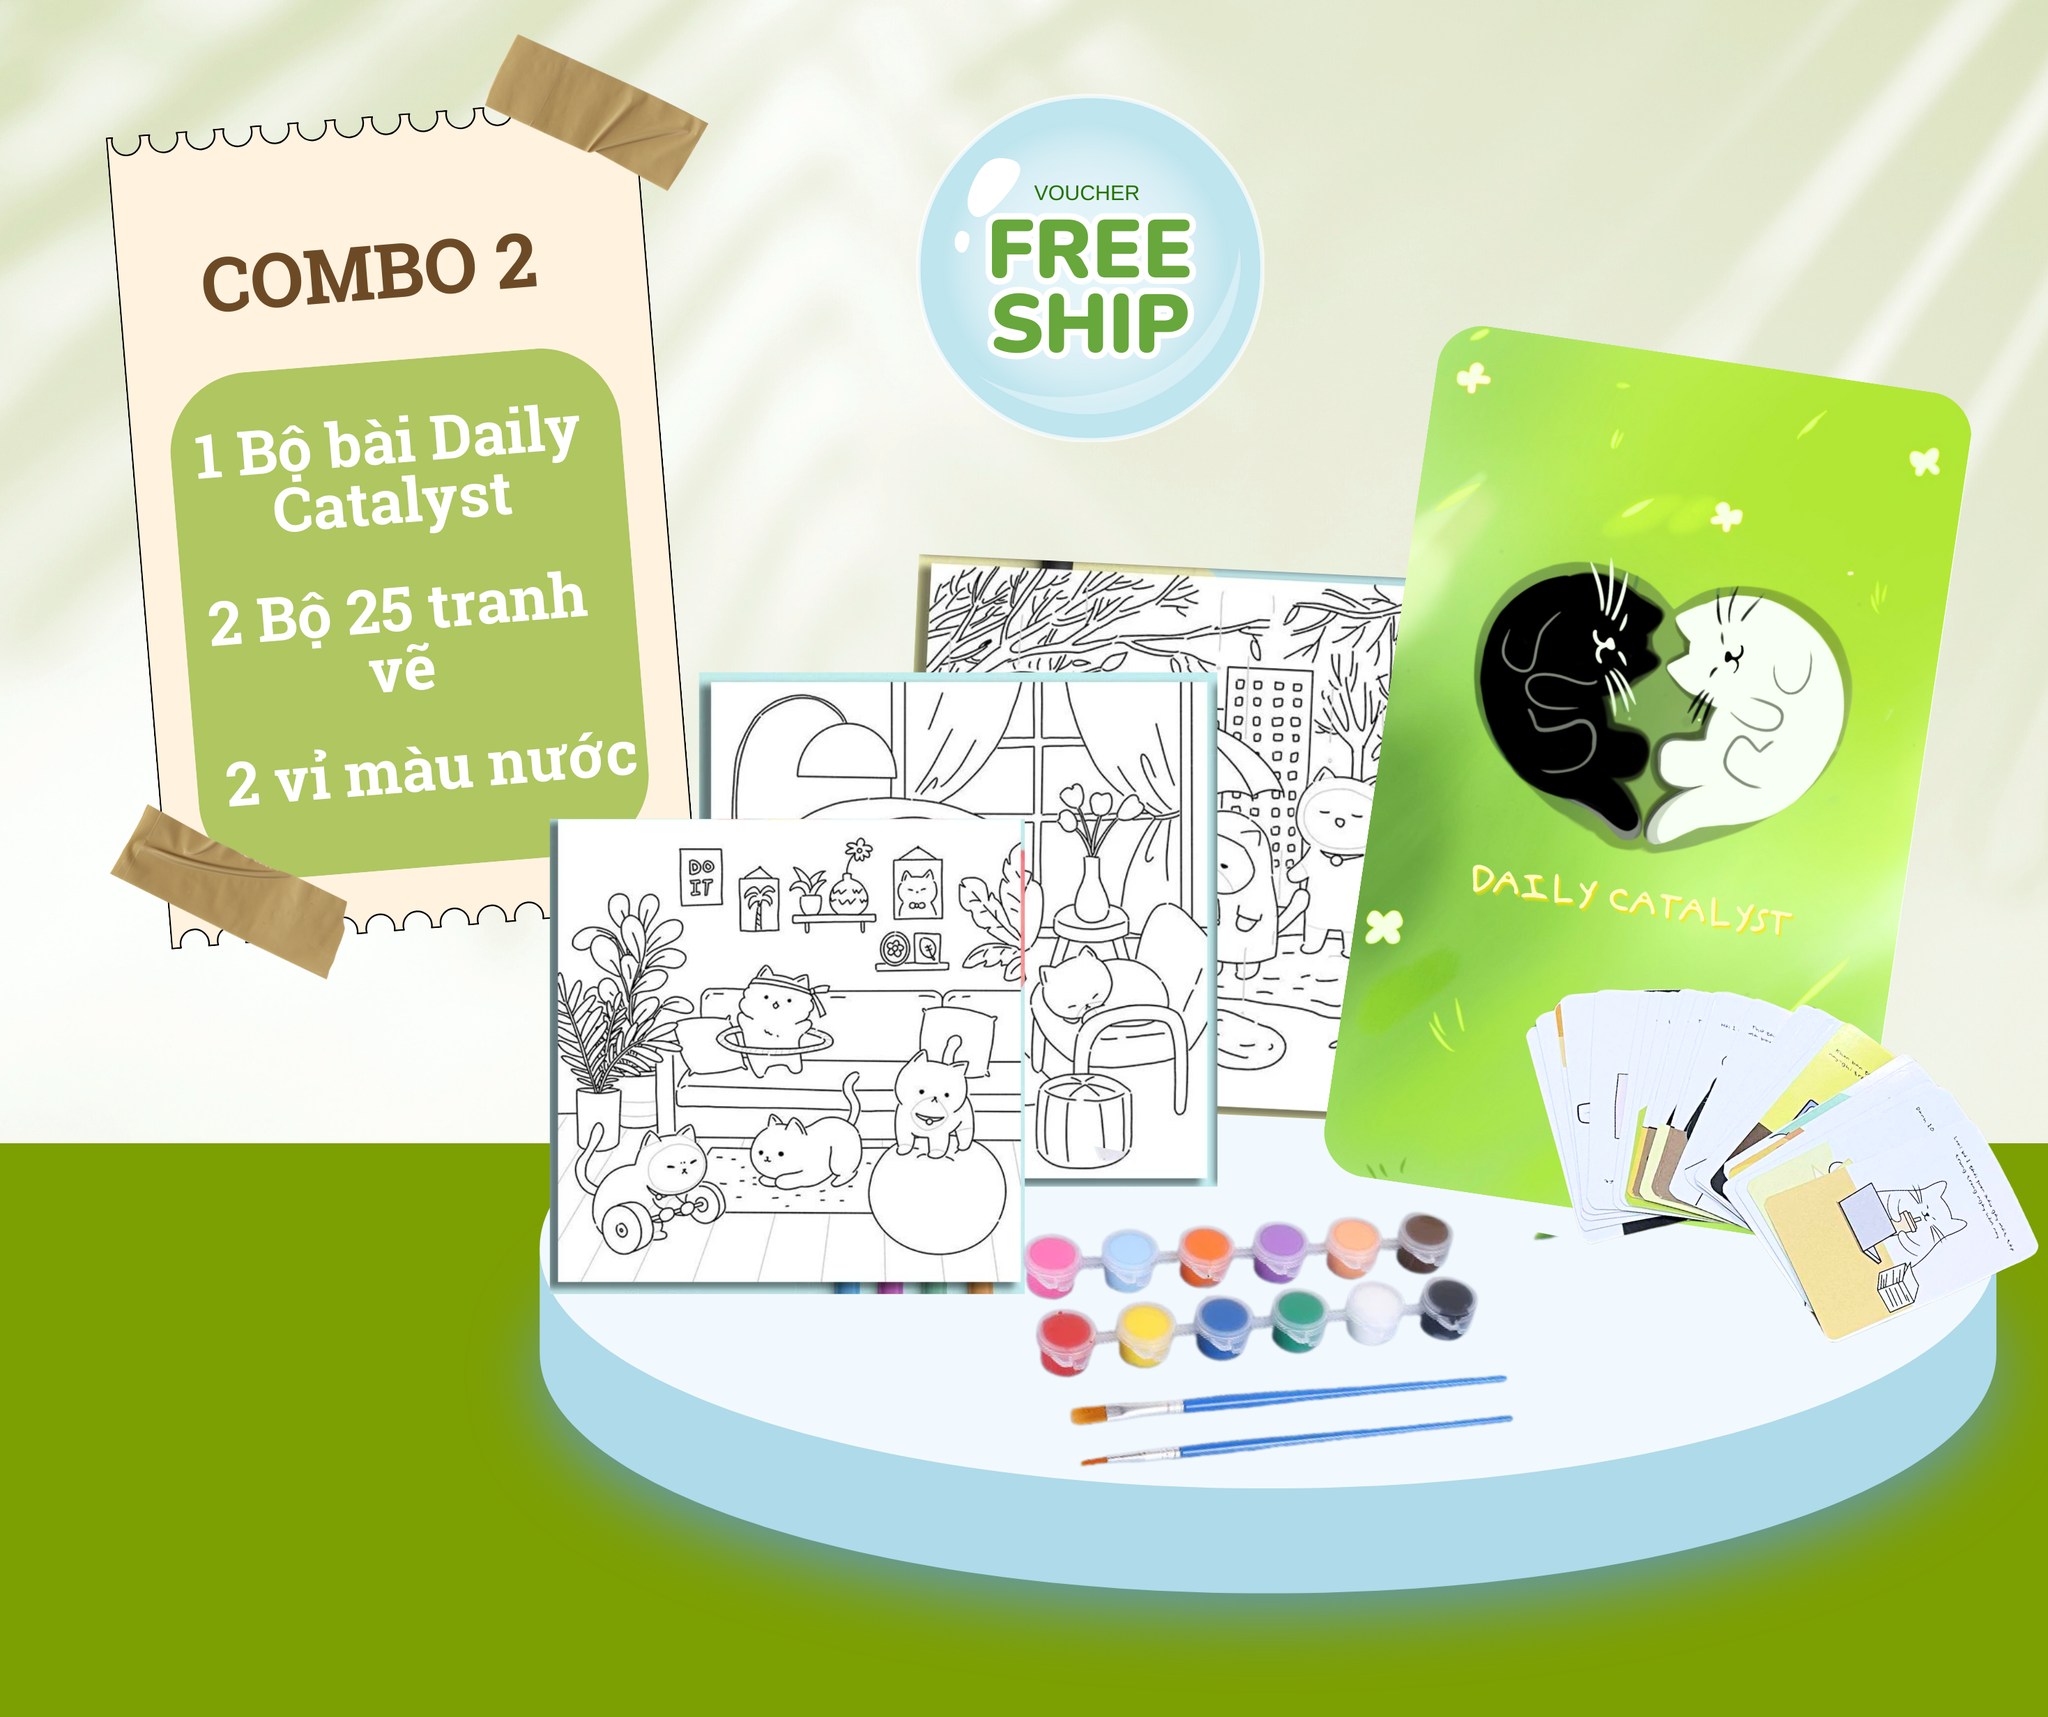 COMBO 2
1 Bộ bài Daily
Catalyst
2 Bộ 25 tranh
vẽ
2 vỉ màu nước
VOUCHER
FREE
SHIP
DO
IT
DAILY CATALYST